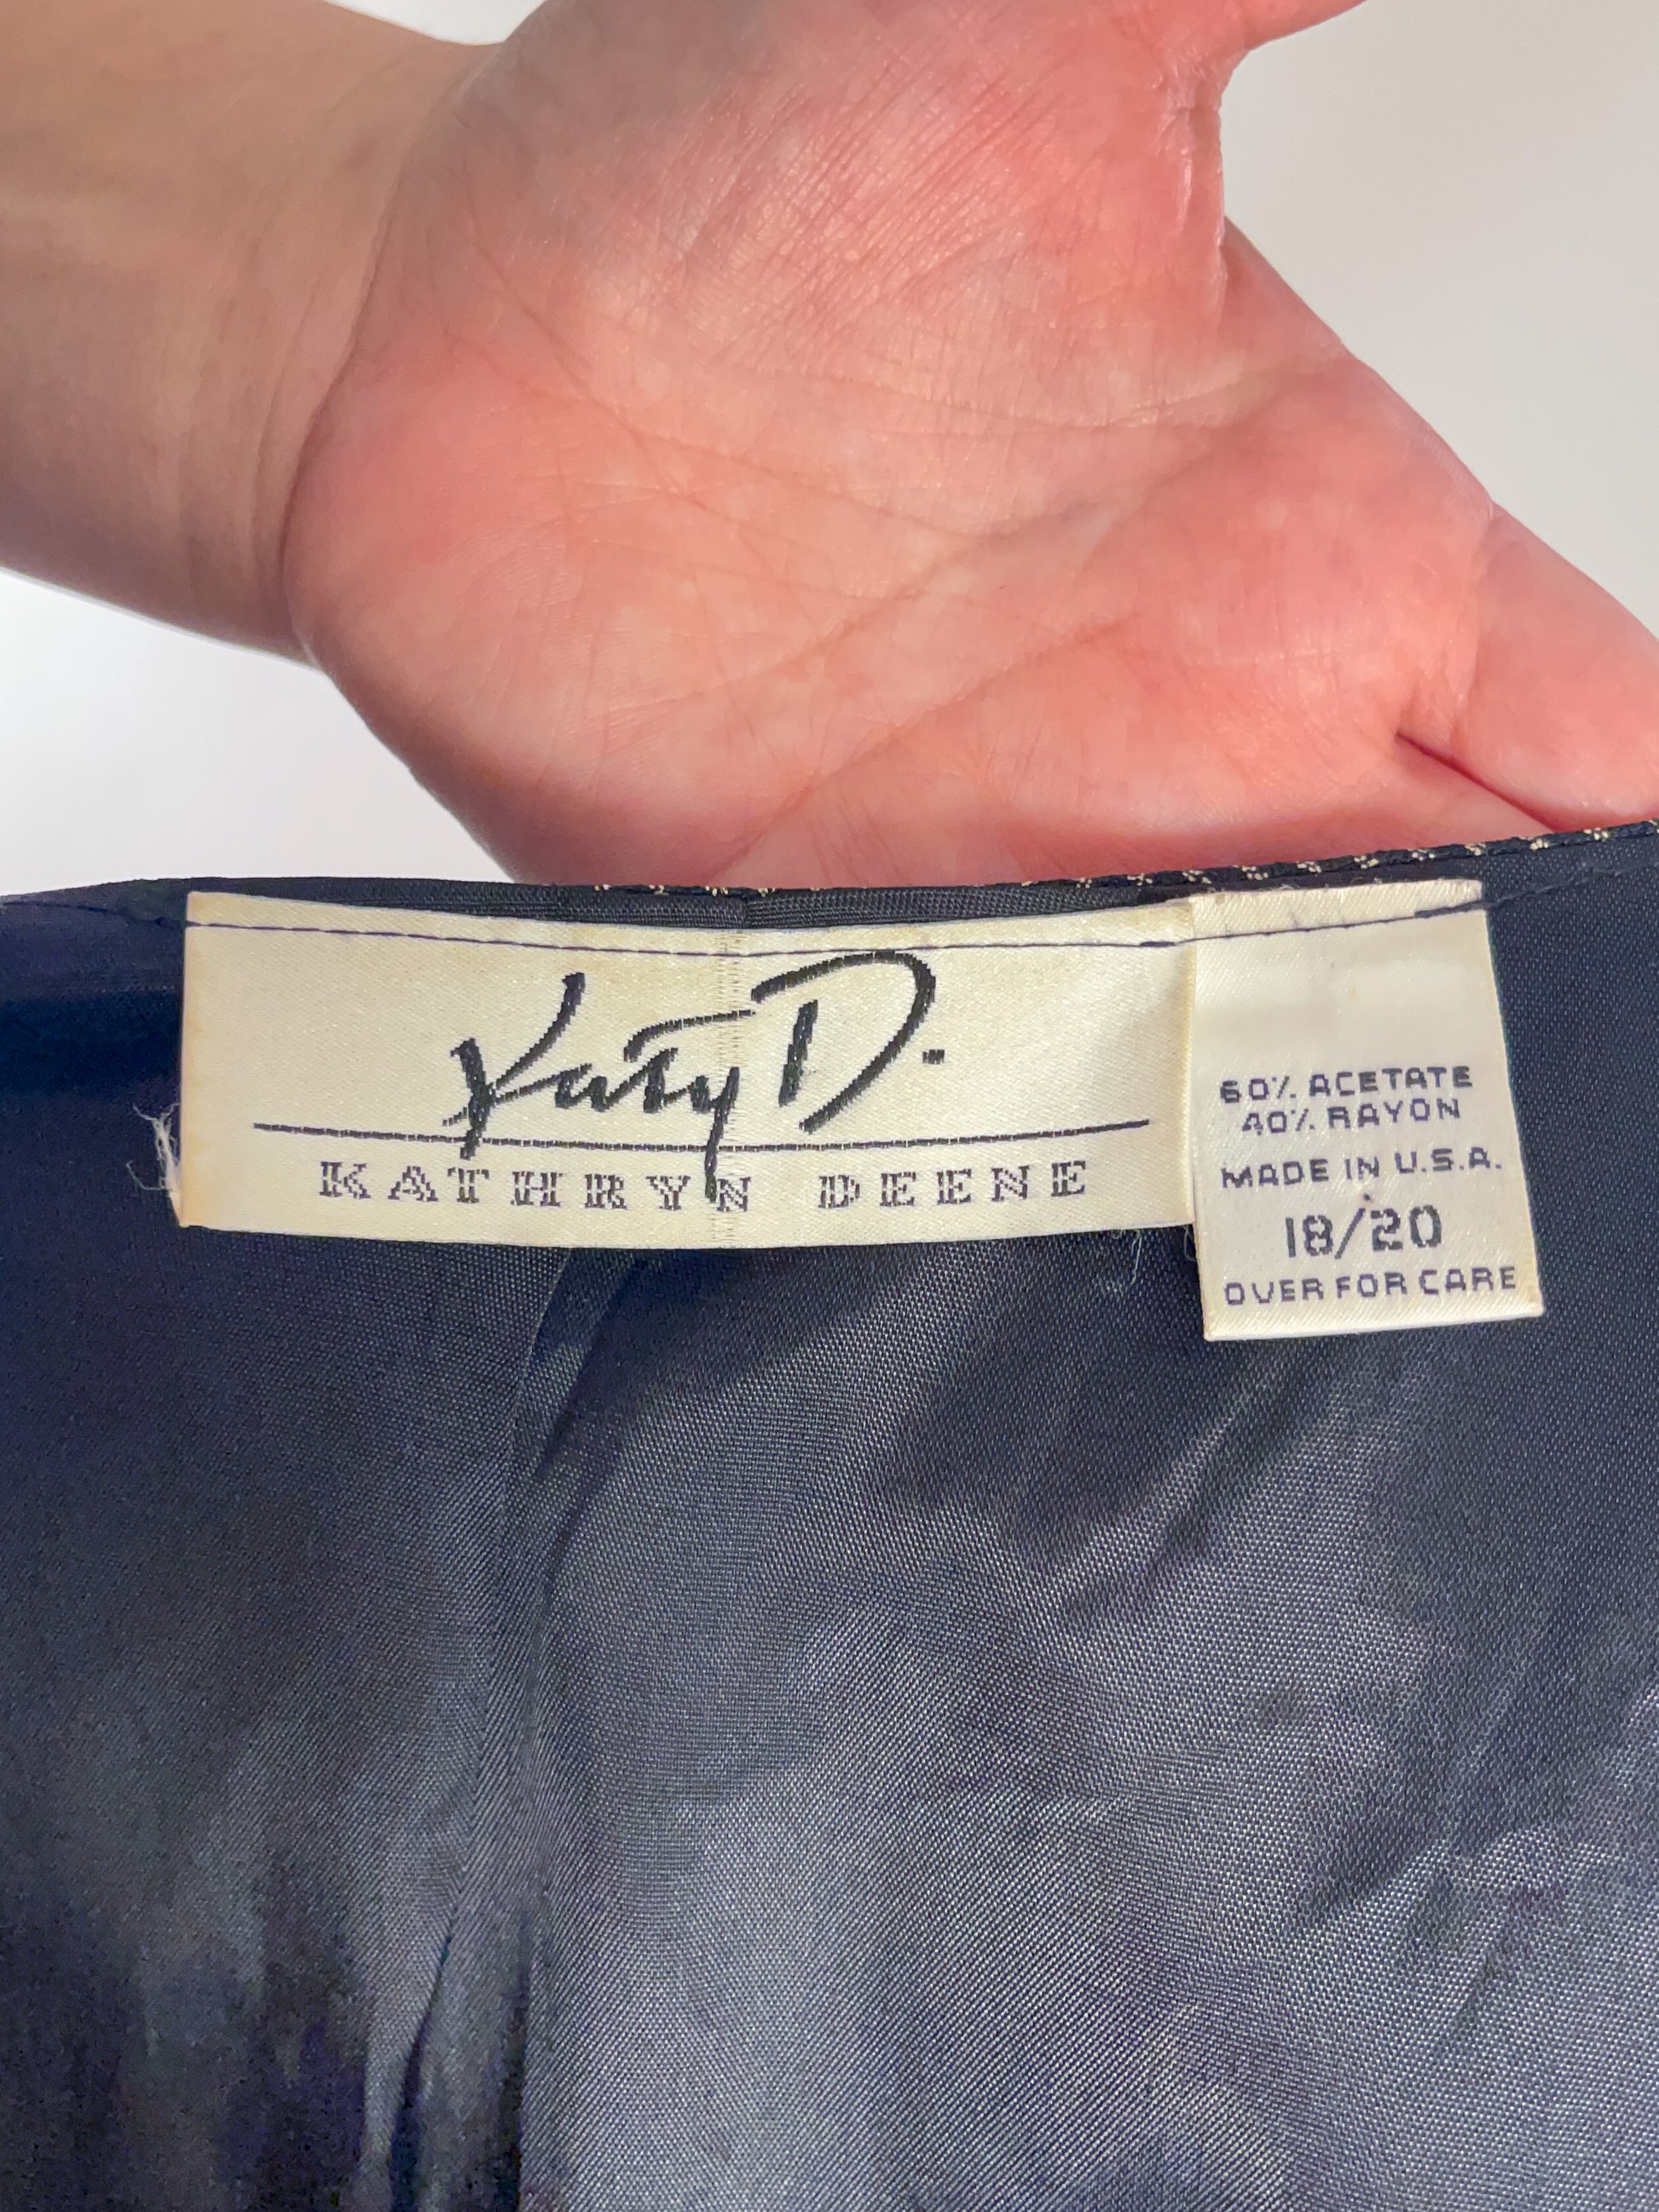 Katy D.
KATHRYN DEENE
60% ACETATE
40% RAYON
MADE IN U.S.A.
18/20
OVER FOR CARE